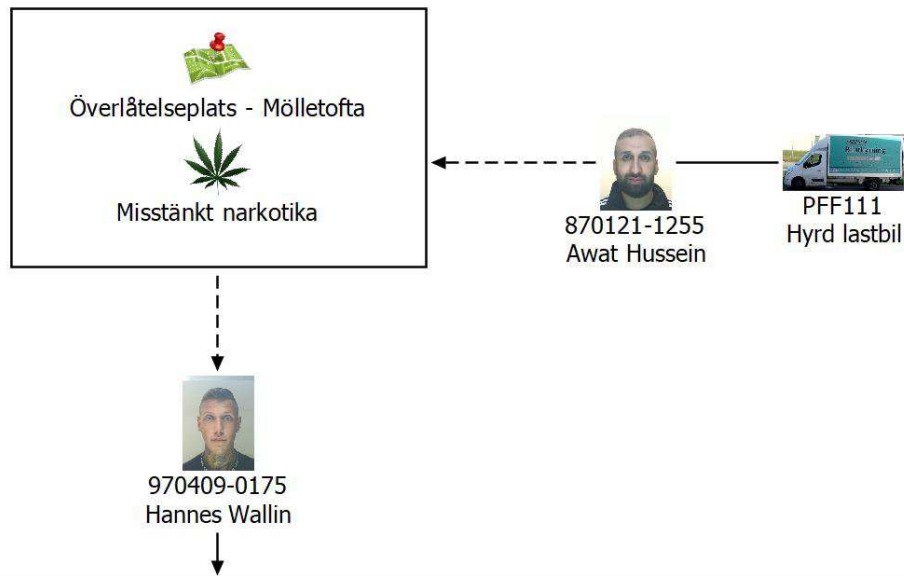 Överlåtelseplats - Mölletofta
Misstänkt narkotika
870121-1255
Awat Hussein
PFF111
Hyrd lastbil
970409-0175
Hannes Wallin